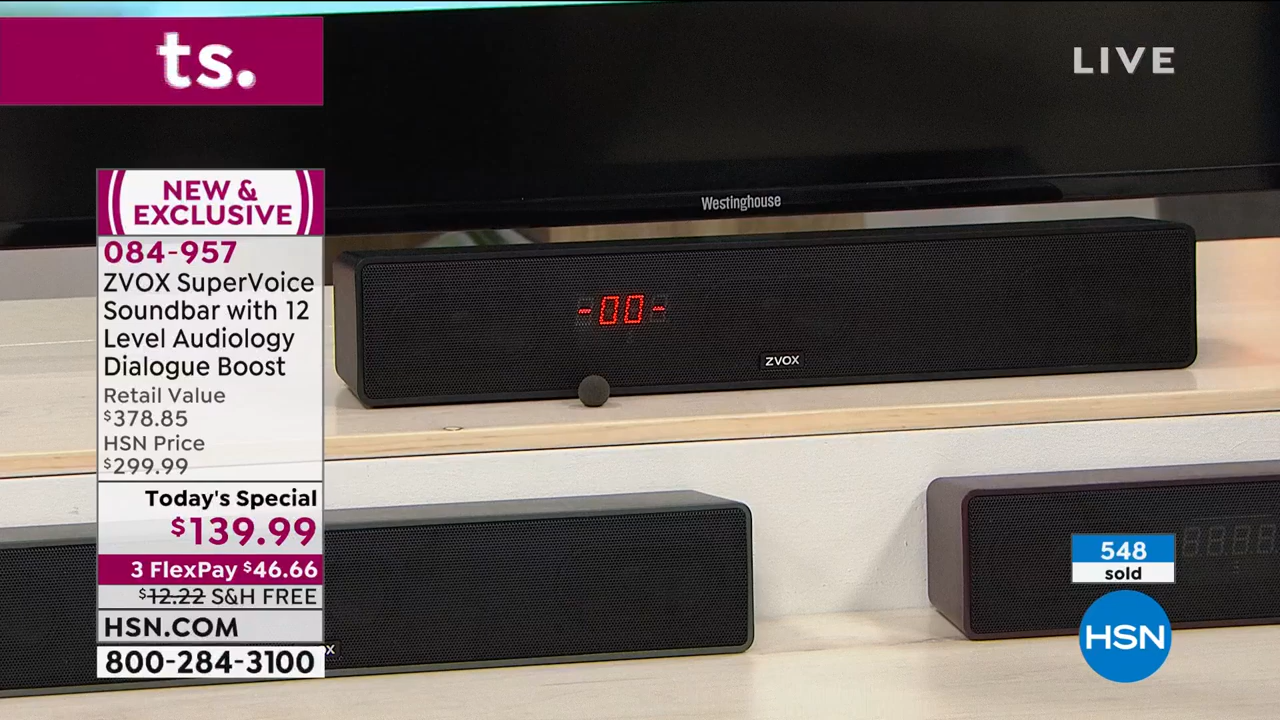 ts.
LIVE
NEW &
EXCLUSIVE
084-957
ZVOX SuperVoice
Soundbar with 12
Level Audiology
Dialogue Boost
Retail Value
$378.85
HSN Price
$299.99
Today's Special
$139.99
3 FlexPay $46.66
$12.22 S&H FREE
HSN.COM
800-284-3100
Westinghouse
-00-
ZVOX
548
sold
HSN